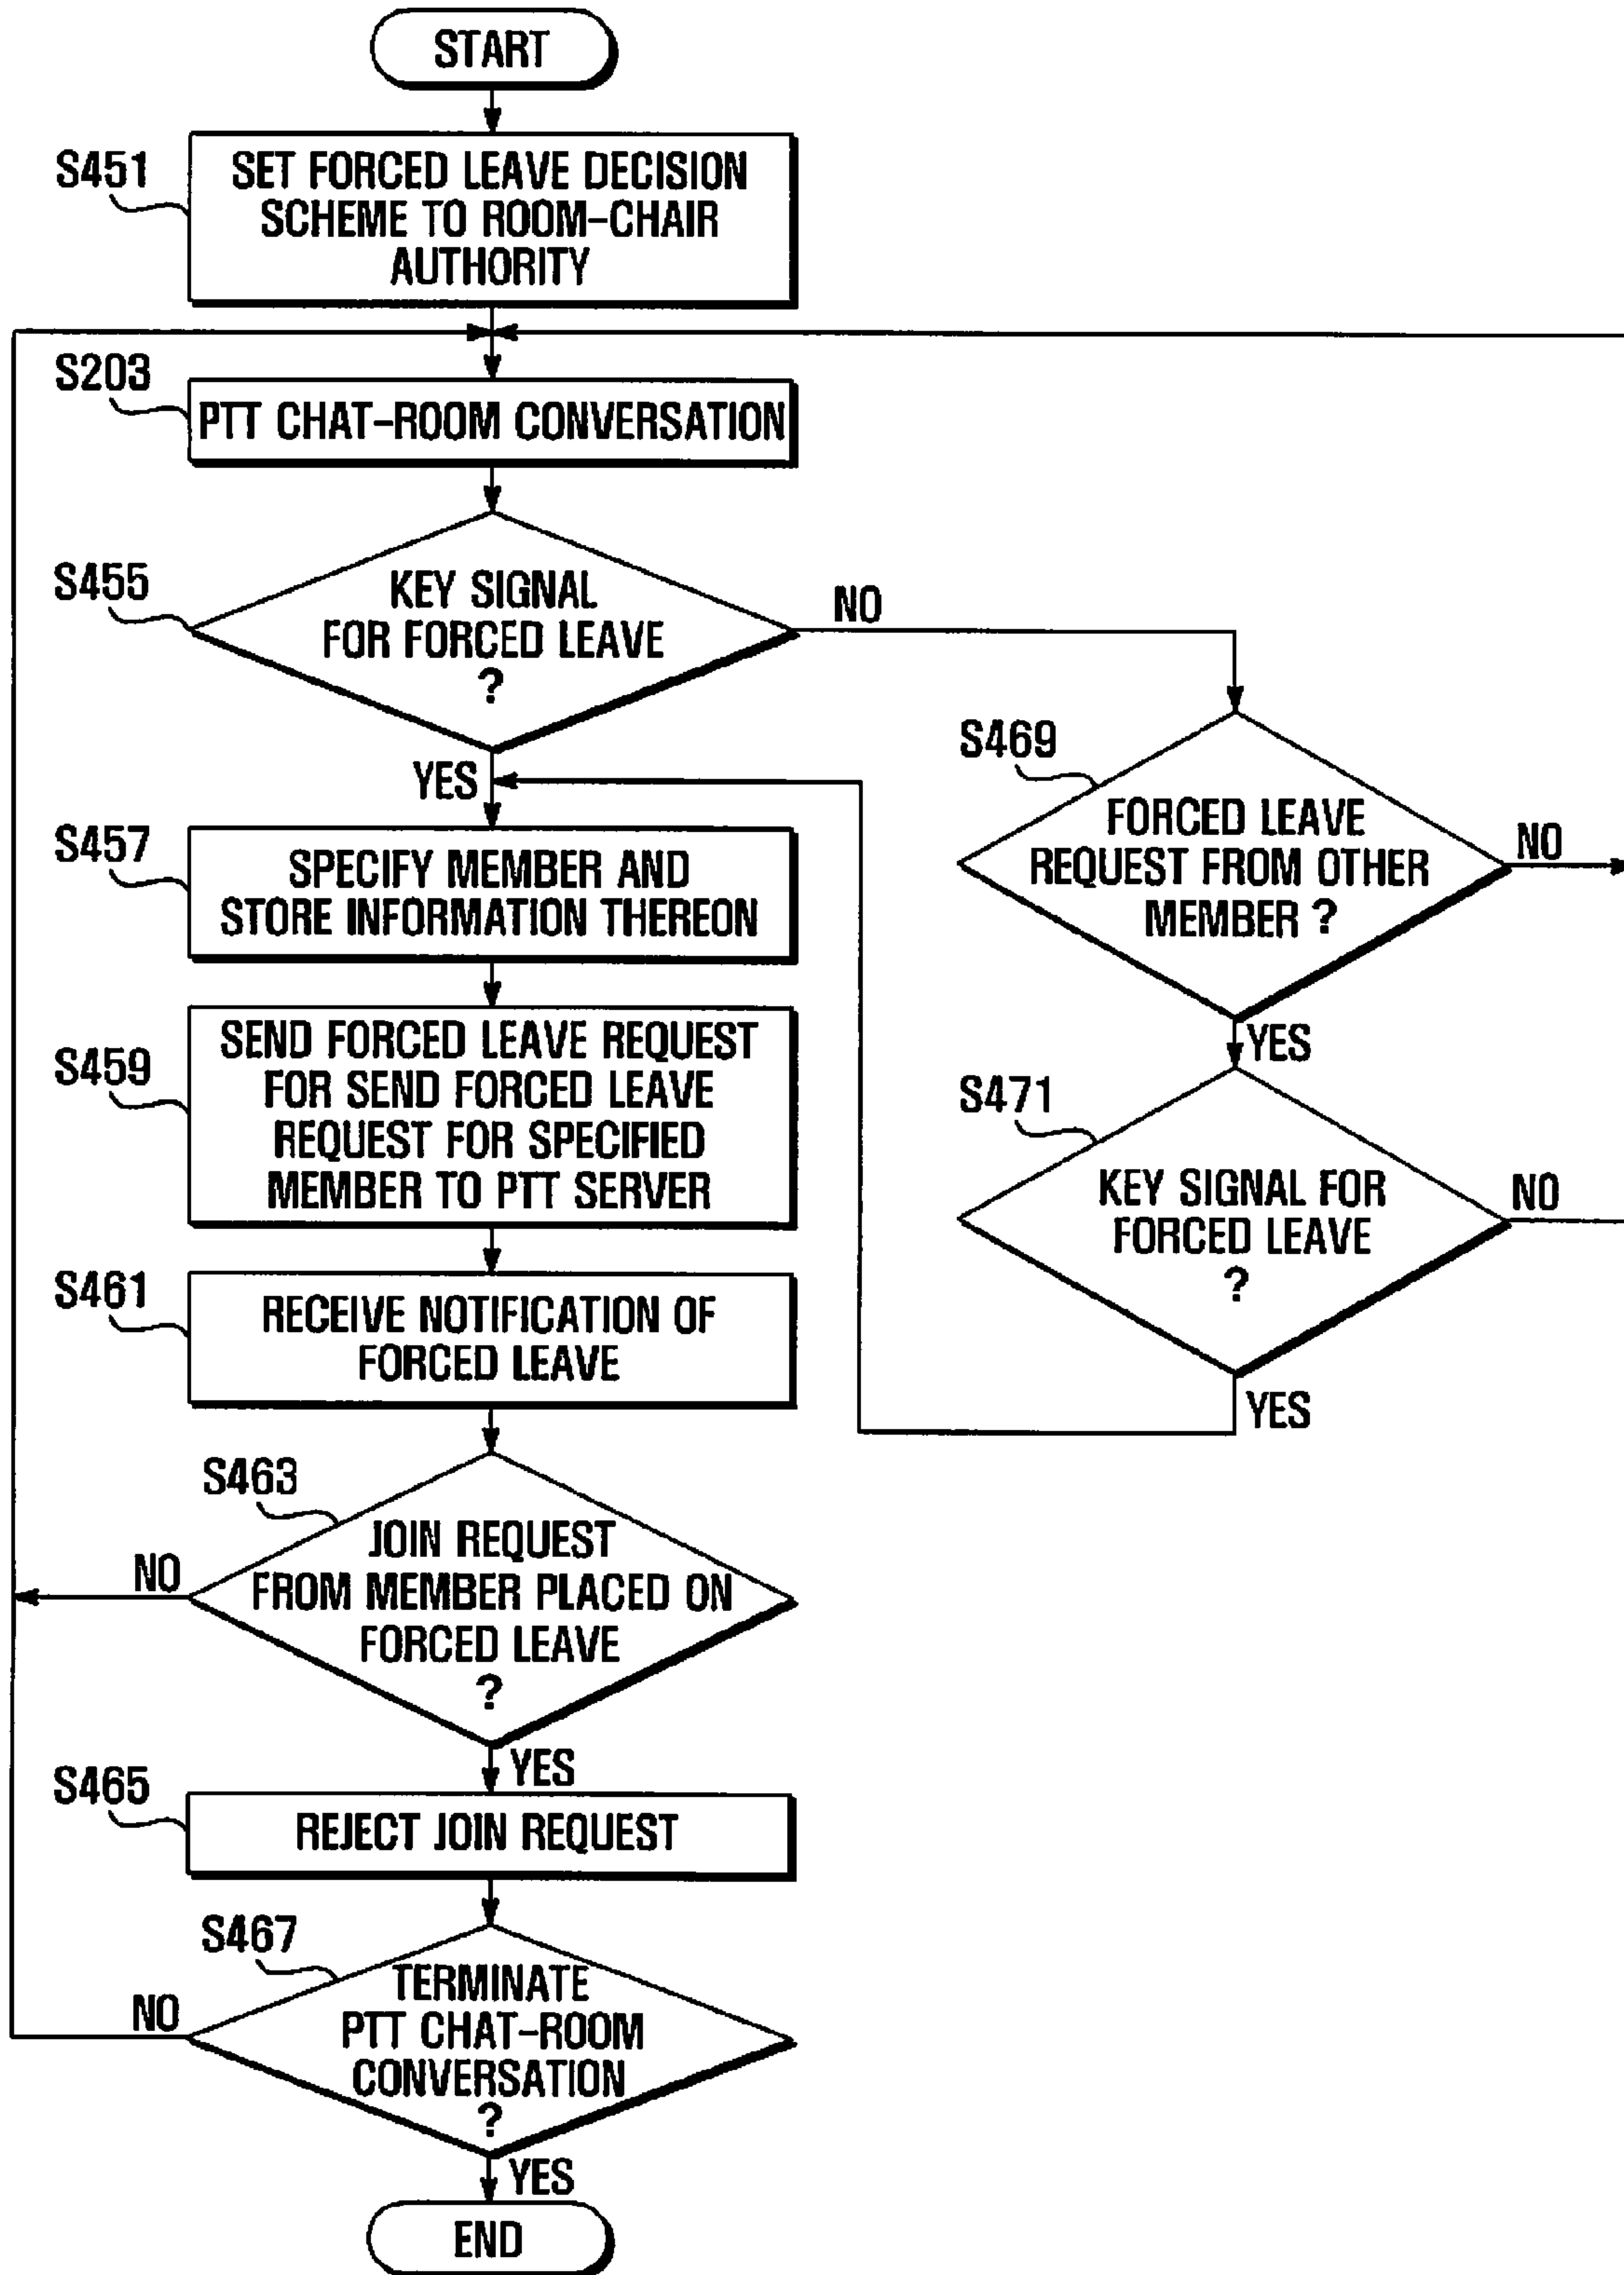 START
S451
SET FORCED LEAVE DECISION
SCHEME TO ROOM-CHAIR
AUTHORITY
S203
PTT CHAT-ROOM CONVERSATION
S455
KEY SIGNAL
FOR FORCED LEAVE
?
NO
YES
S457
SPECIFY MEMBER AND
STORE INFORMATION THEREON
S459
SEND FORCED LEAVE REQUEST
FOR SEND FORCED LEAVE
REQUEST FOR SPECIFIED
MEMBER TO PTT SERVER
S461
RECEIVE NOTIFICATION OF
FORCED LEAVE
S463
JOIN REQUEST
FROM MEMBER PLACED ON
FORCED LEAVE
?
NO
YES
S465
REJECT JOIN REQUEST
S467
TERMINATE
PTT CHAT-ROOM
CONVERSATION
?
NO
YES
END
S469
FORCED LEAVE
REQUEST FROM OTHER
MEMBER ?
NO
YES
S471
KEY SIGNAL FOR
FORCED LEAVE
?
NO
YES